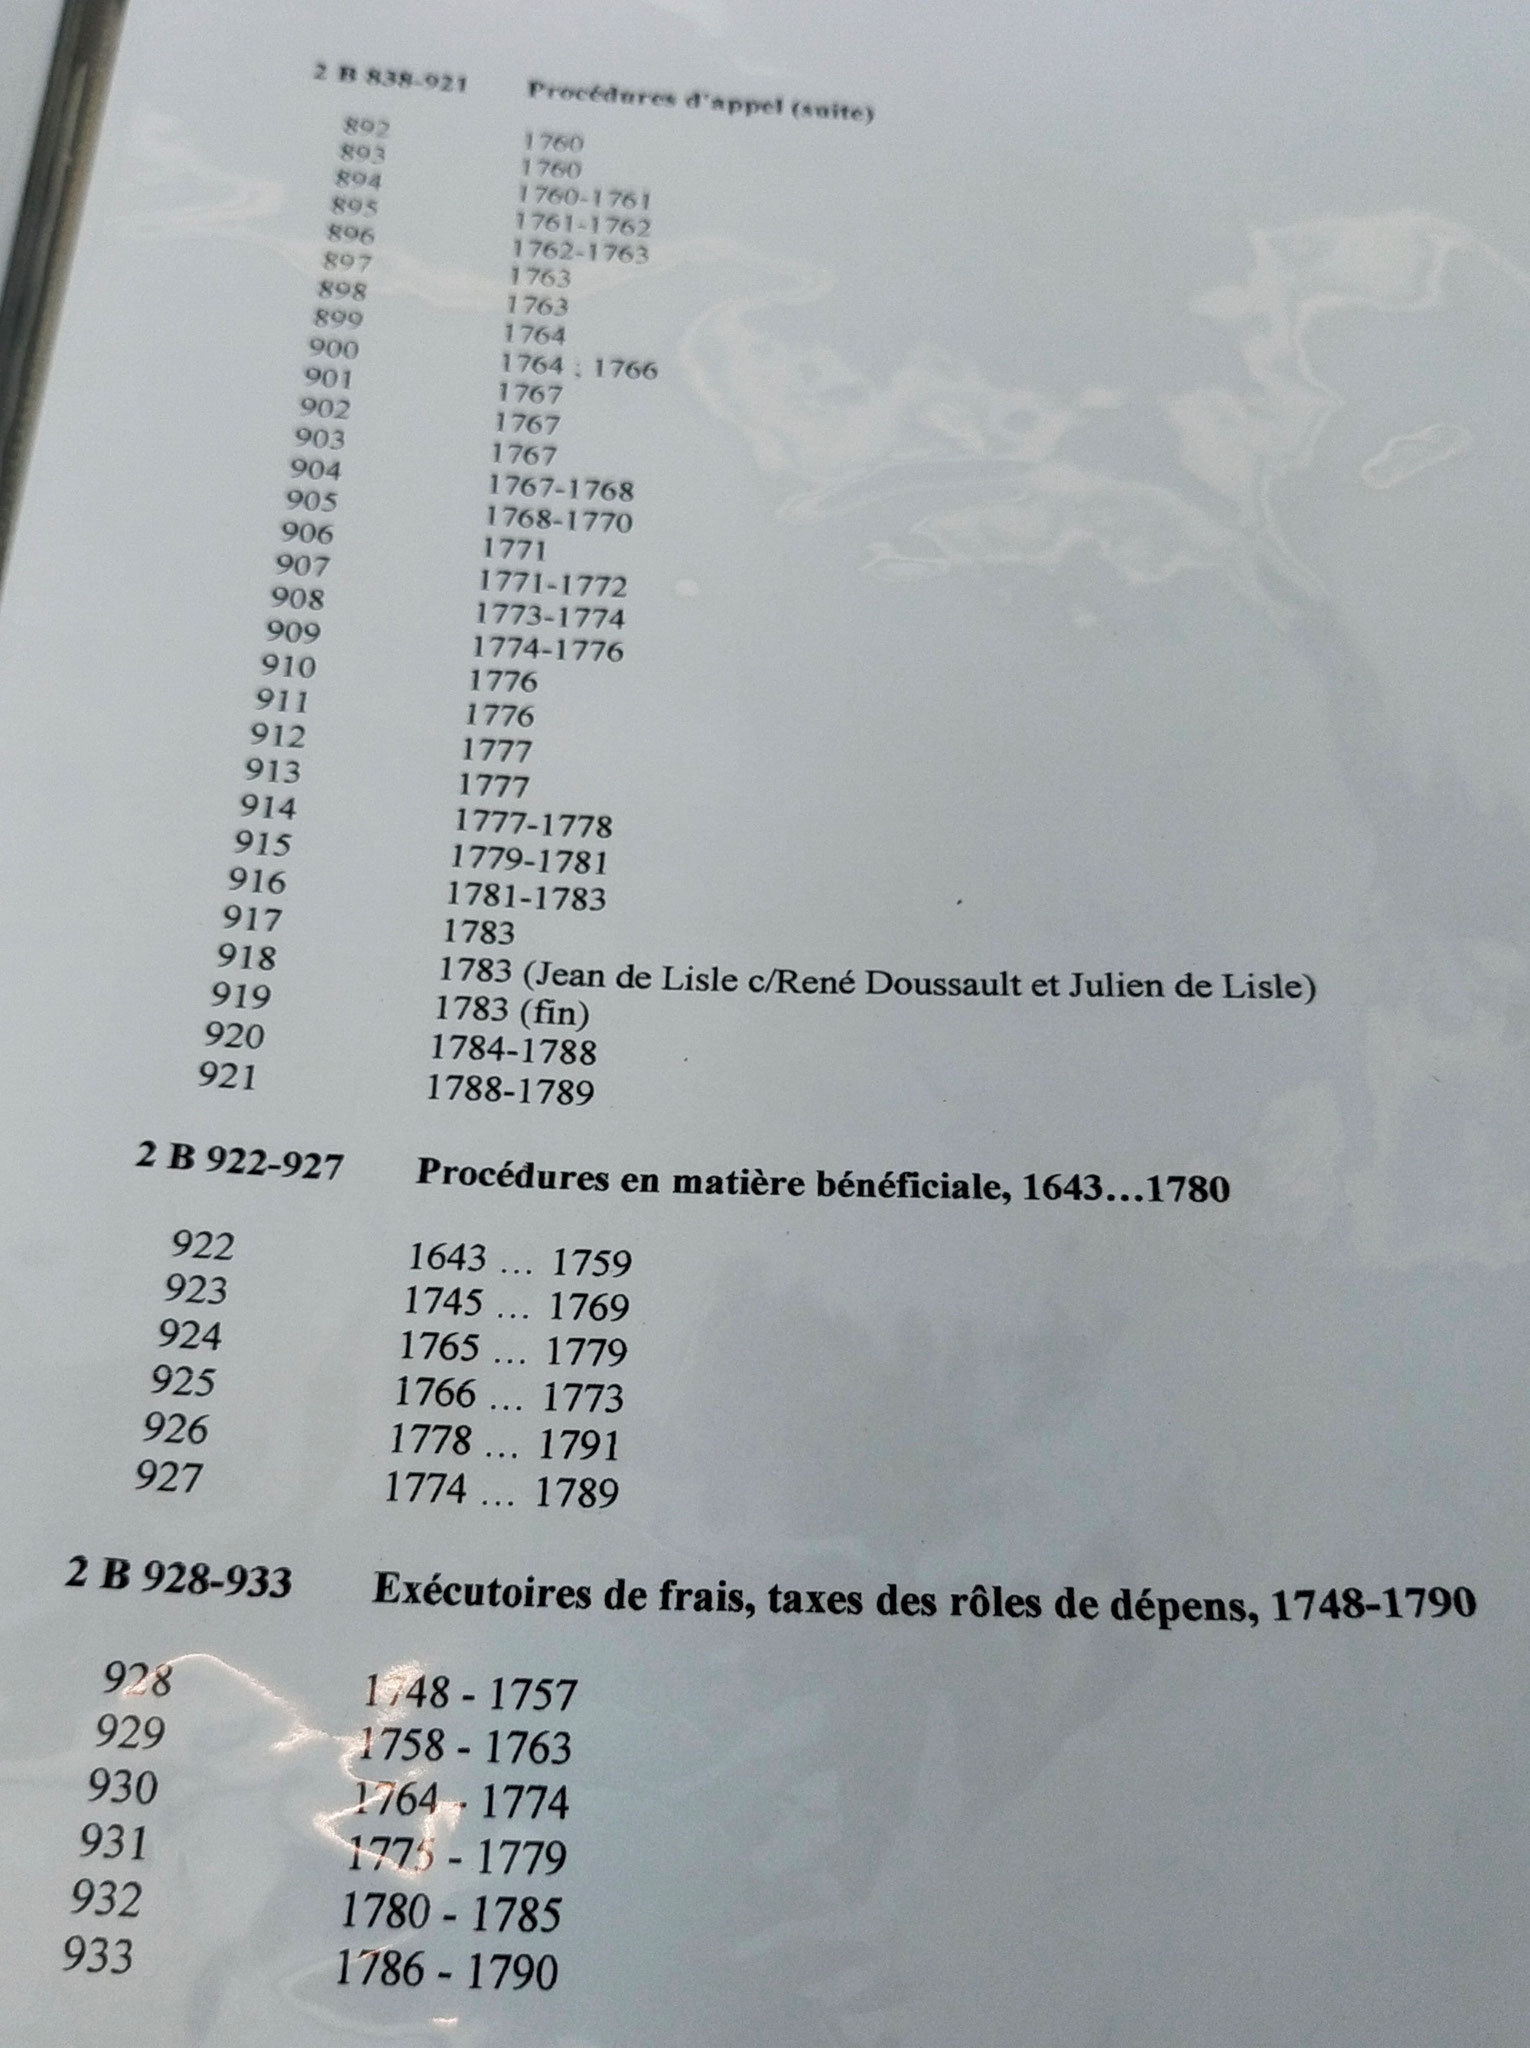 2 B 838-921 Procédures d'appel (suite)
892 1760
893 1760
894 1760-1761
895 1761-1762
896 1762-1763
897 1763
898 1763
899 1764
900 1764 ; 1766
901 1767
902 1767
903 1767
904 1767-1768
905 1768-1770
906 1771
907 1771-1772
908 1773-1774
909 1774-1776
910 1776
911 1776
912 1777
913 1777
914 1777-1778
915 1779-1781
916 1781-1783
917 1783
918 1783 (Jean de Lisle c/René Doussault et Julien de Lisle)
919 1783 (fin)
920 1784-1788
921 1788-1789
2 B 922-927 Procédures en matière bénéficiale, 1643...1780
922 1643 ... 1759
923 1745 ... 1769
924 1765 ... 1779
925 1766 ... 1773
926 1778 ... 1791
927 1774 ... 1789
2 B 928-933 Exécutoires de frais, taxes des rôles de dépens, 1748-1790
928 1748 - 1757
929 1758 - 1763
930 1764 - 1774
931 1775 - 1779
932 1780 - 1785
933 1786 - 1790